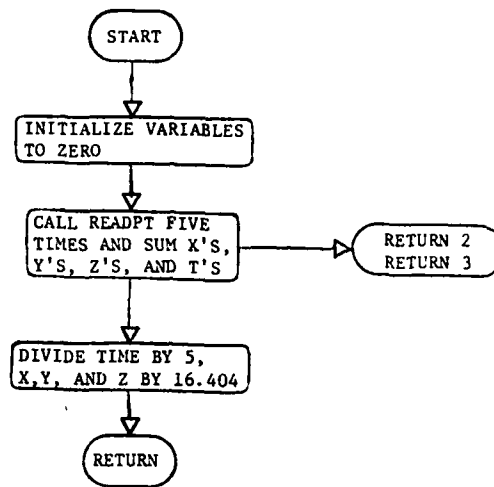 START
INITIALIZE VARIABLES
TO ZERO
CALL READPT FIVE
TIMES AND SUM X'S,
Y'S, Z'S, AND T'S
RETURN 2
RETURN 3
DIVIDE TIME BY 5,
X,Y, AND Z BY 16.404
RETURN